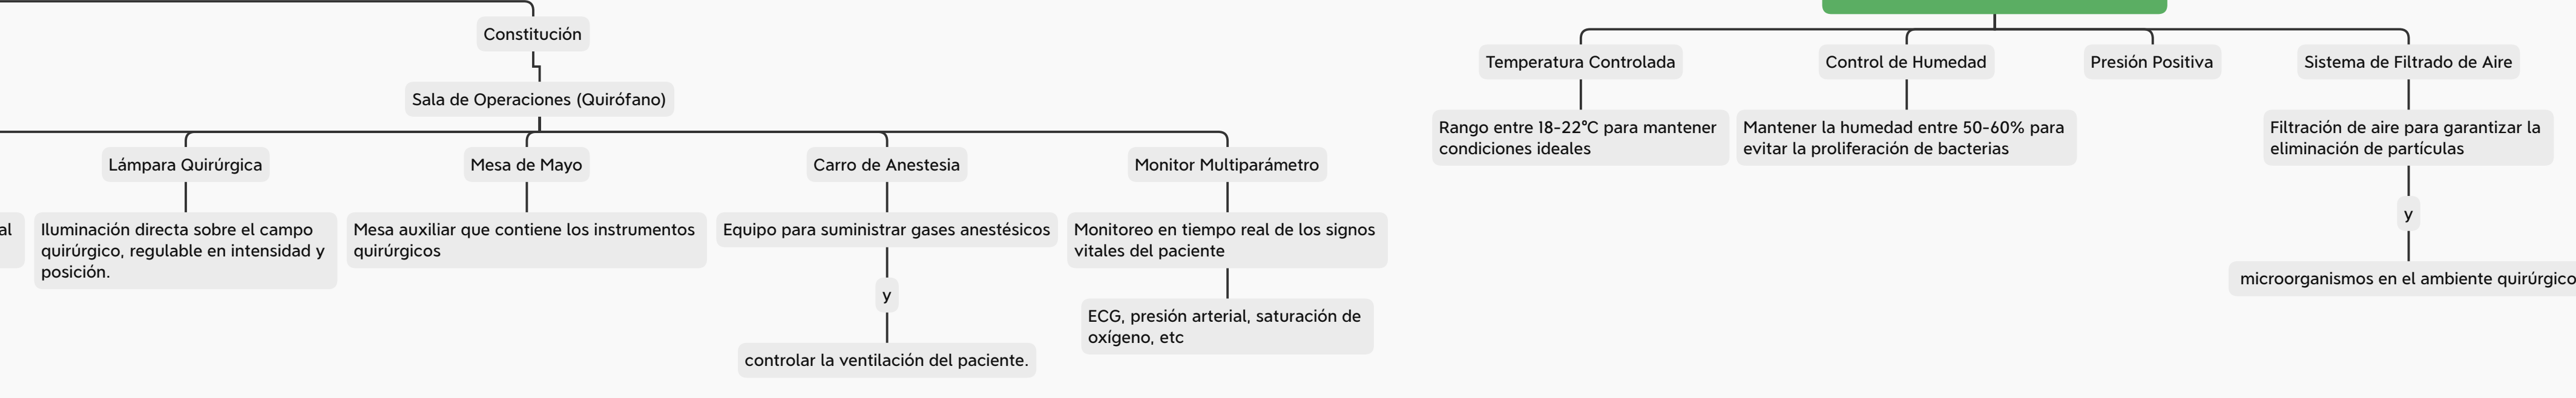 Constitución
Sala de Operaciones (Quirófano)
Lámpara Quirúrgica
Mesa de Mayo
Carro de Anestesia
Monitor Multiparámetro
al
Iluminación directa sobre el campo
quirúrgico, regulable en intensidad y
posición.
Mesa auxiliar que contiene los instrumentos
quirúrgicos
Equipo para suministrar gases anestésicos
y
controlar la ventilación del paciente.
Monitoreo en tiempo real de los signos
vitales del paciente
ECG, presión arterial, saturación de
oxígeno, etc
Temperatura Controlada
Control de Humedad
Presión Positiva
Sistema de Filtrado de Aire
Rango entre 18-22°C para mantener
condiciones ideales
Mantener la humedad entre 50-60% para
evitar la proliferación de bacterias
Filtración de aire para garantizar la
eliminación de partículas
y
microorganismos en el ambiente quirúrgico